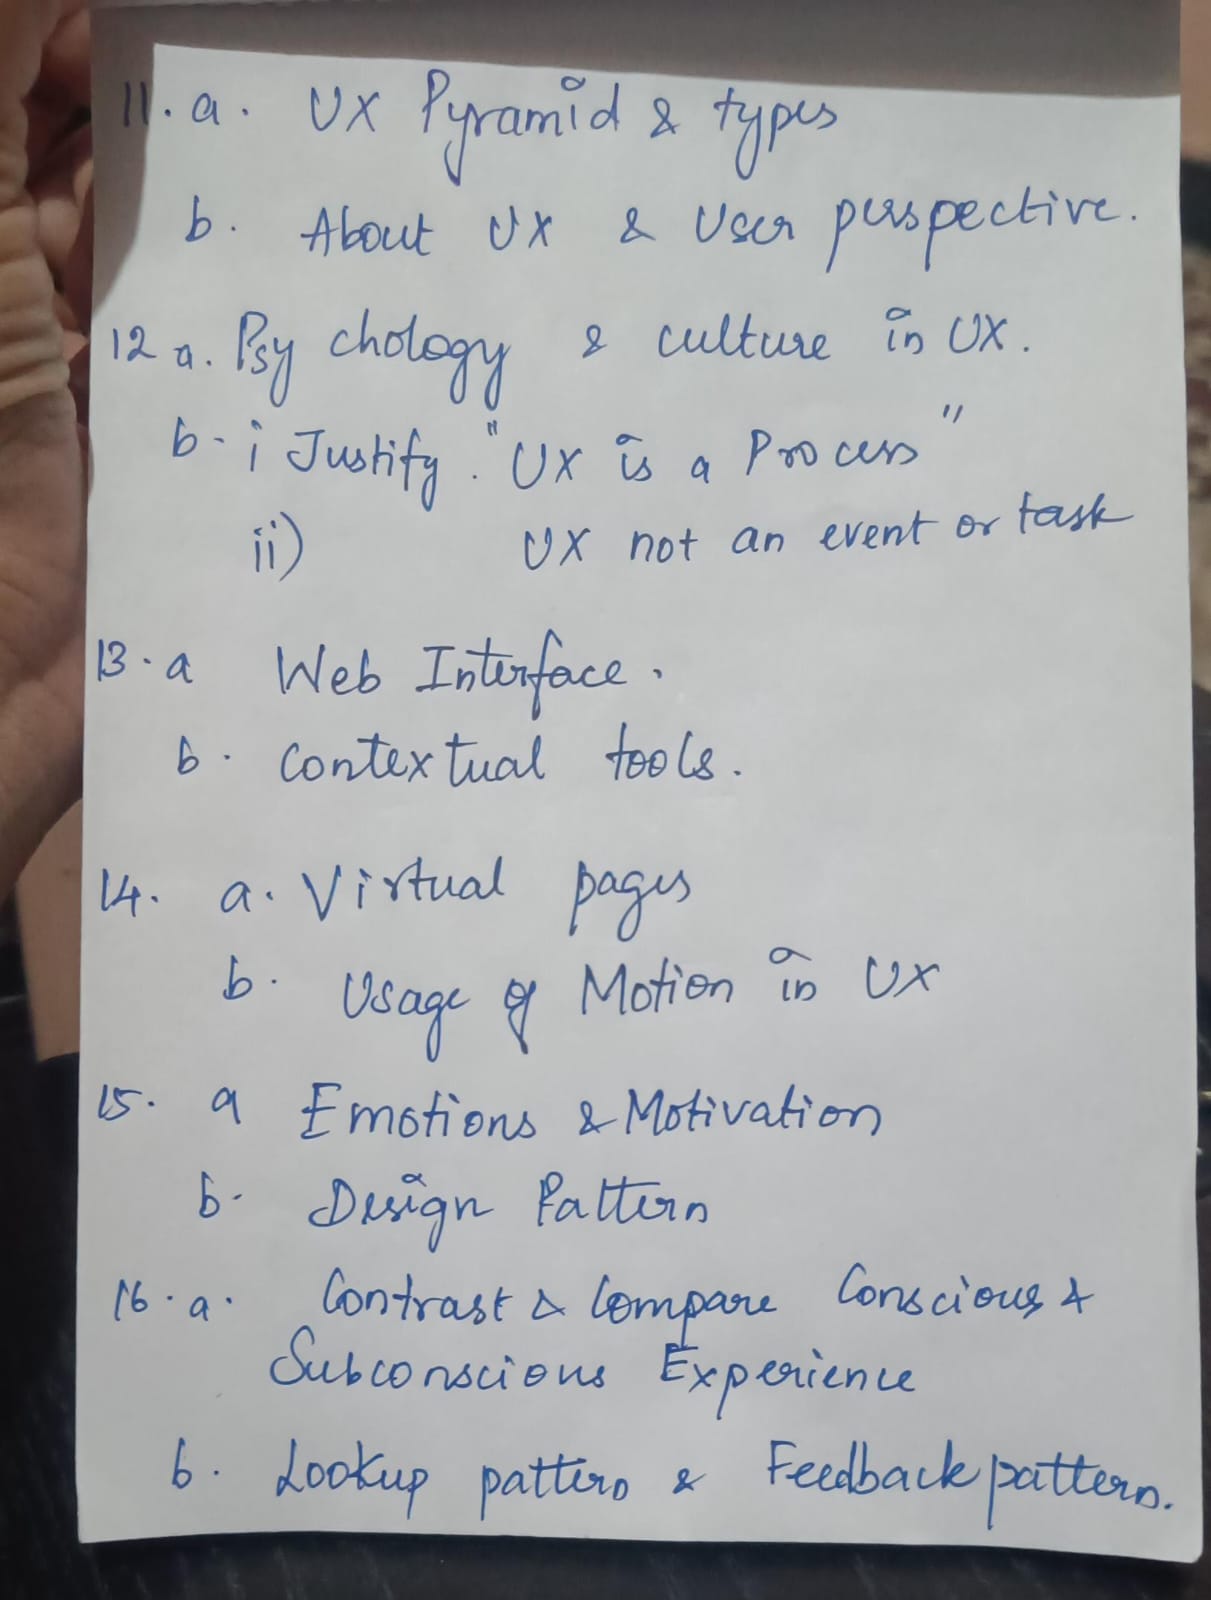 11. a. UX Pyramid & types
b. About UX & User perspective.
12 a. Psychology & culture in UX.
b. i Justify. "UX is a Process"
ii) UX not an event or task
13. a Web Interface.
b. Contextual tools.
14. a. Virtual pages
b. Usage of Motion in UX
15. a Emotions & Motivation
b. Design Pattern
16. a. Contrast & Compare Conscious &
Subconscious Experience
b. Lookup pattern & Feedback pattern.